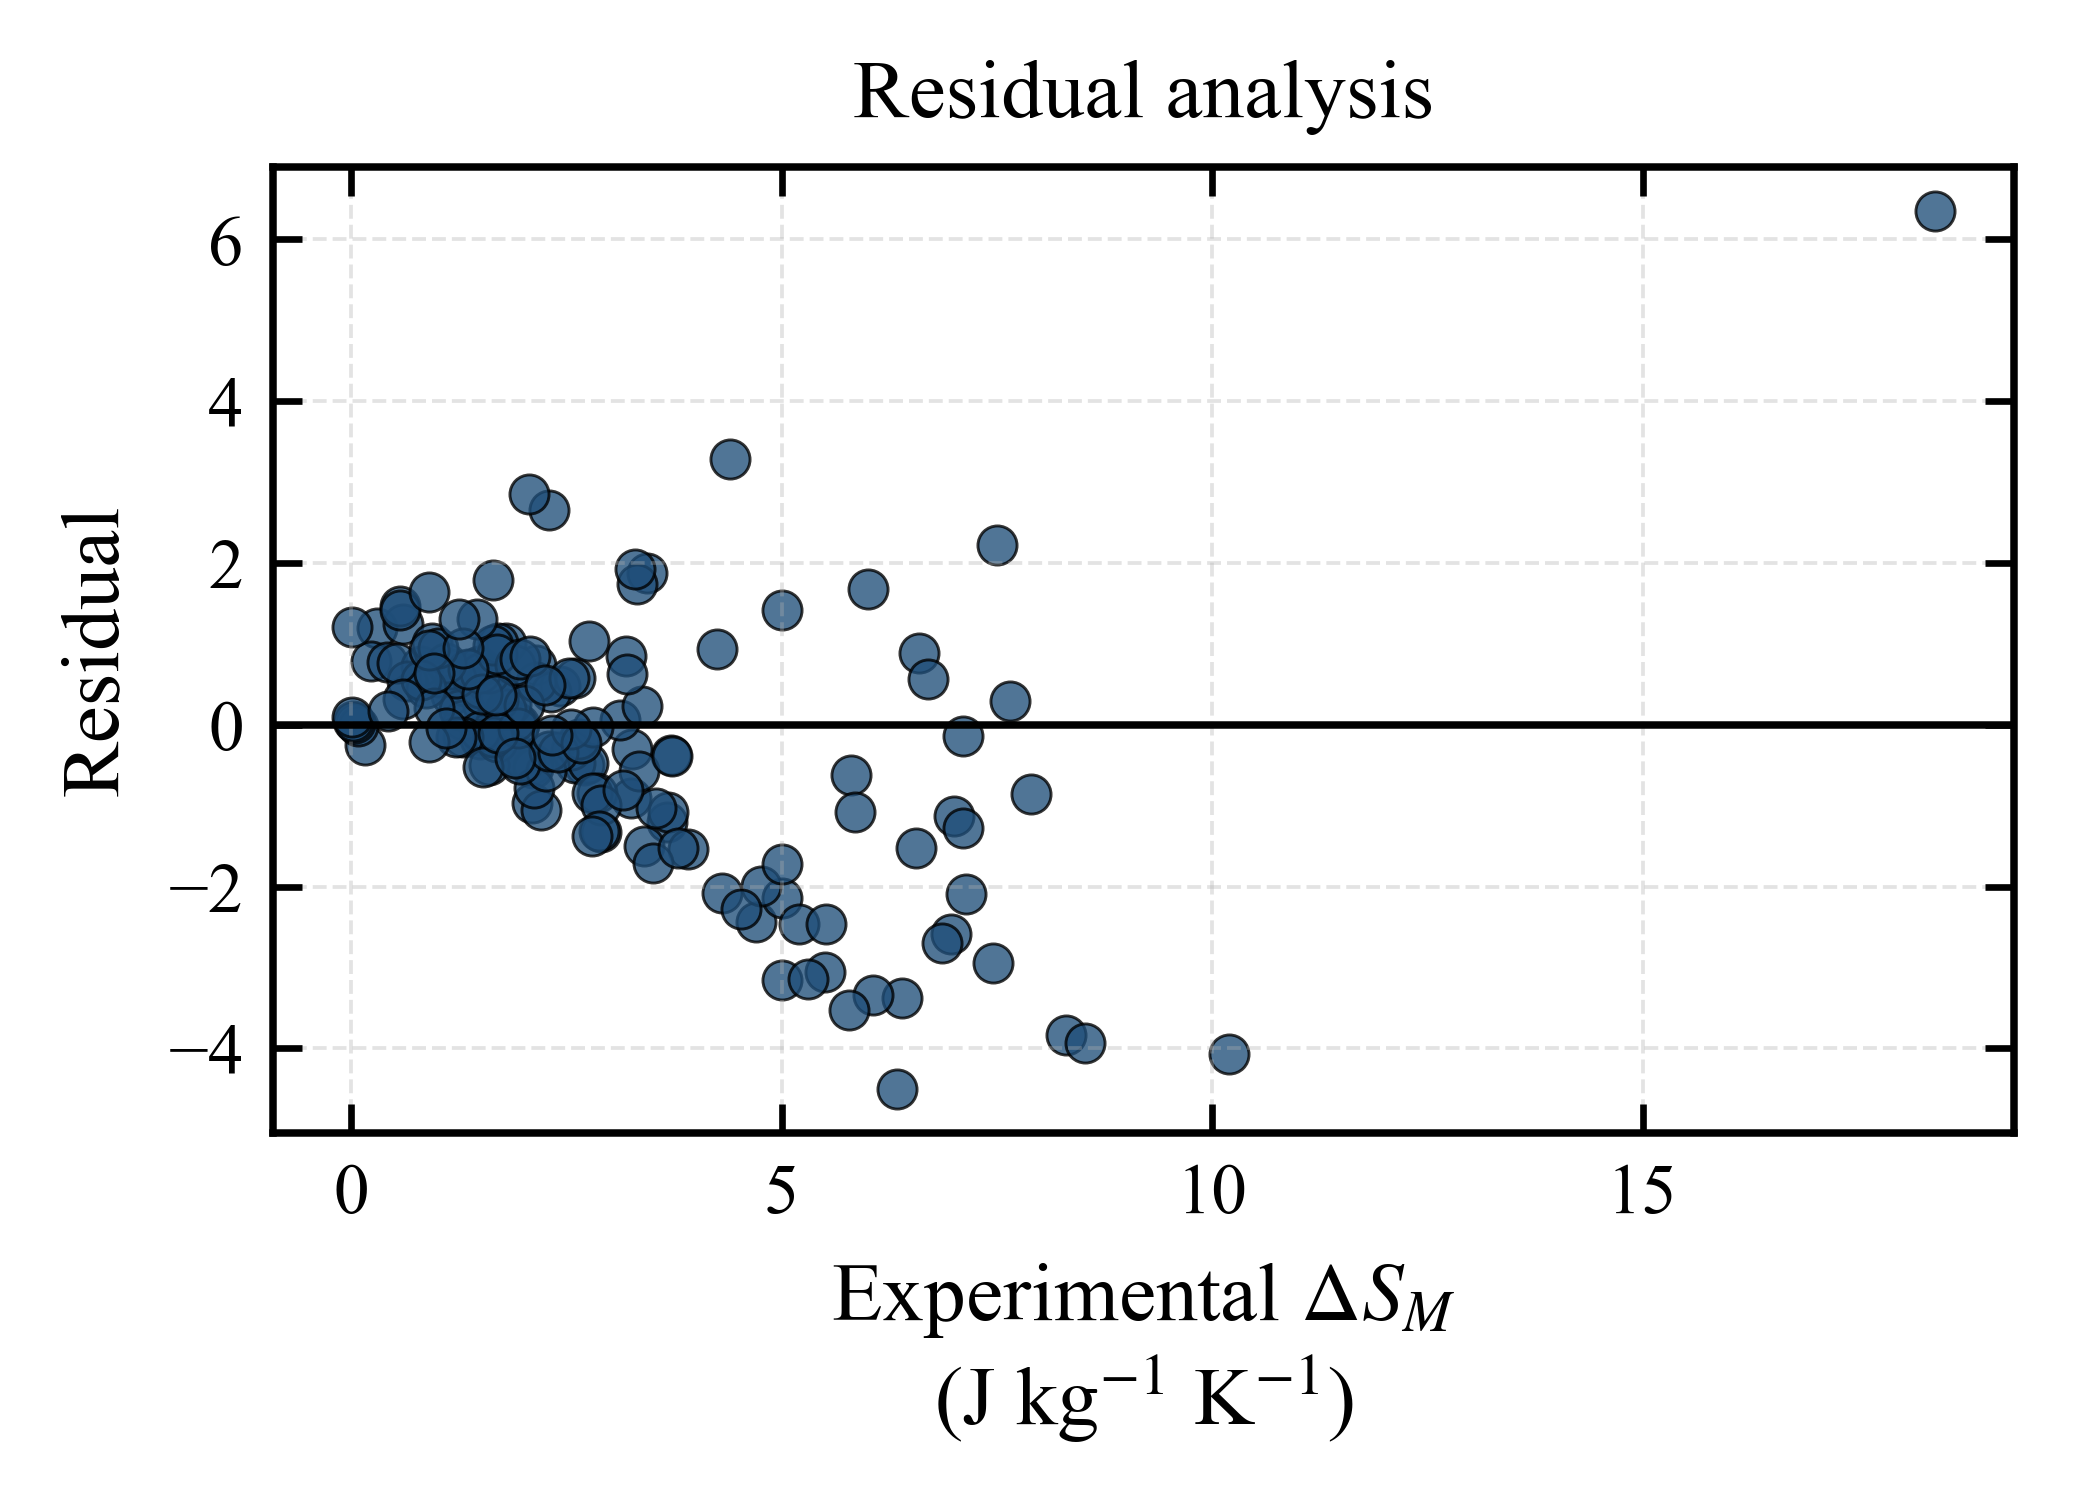 Residual analysis
6
4
2
0
−2
−4
Residual
0 5 10 15
Experimental ΔS_M
(J kg⁻¹ K⁻¹)